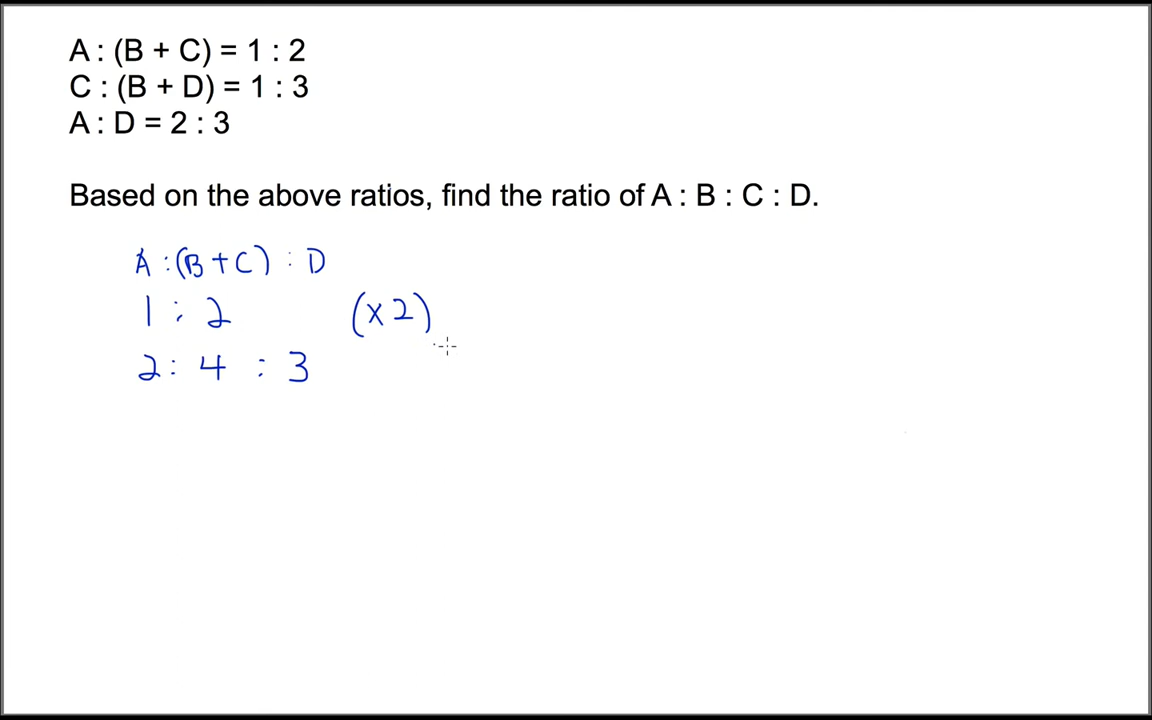 A : (B + C) = 1 : 2
C : (B + D) = 1 : 3
A : D = 2 : 3
Based on the above ratios, find the ratio of A : B : C : D.
A : (B + C) : D
1 : 2 (x 2)
2 : 4 : 3